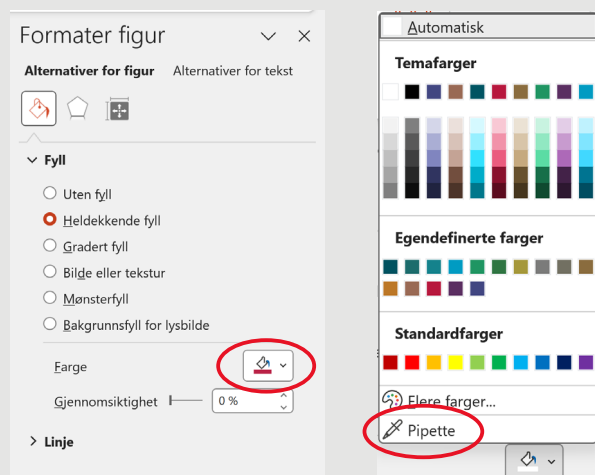 Formater figur
Alternativer for figur Alternativer for tekst
Fyll
Uten fyll
Heldekkende fyll
Gradert fyll
Bilde eller tekstur
Mønsterfyll
Bakgrunnsfyll for lysbilde
Farge
Gjennomsiktighet 0 %
Linje
Automatisk
Temafarger
Egendefinerte farger
Standardfarger
Flere farger...
Pipette